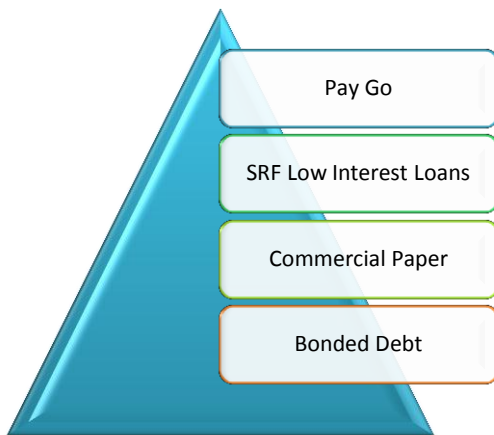 Pay Go
SRF Low Interest Loans
Commercial Paper
Bonded Debt